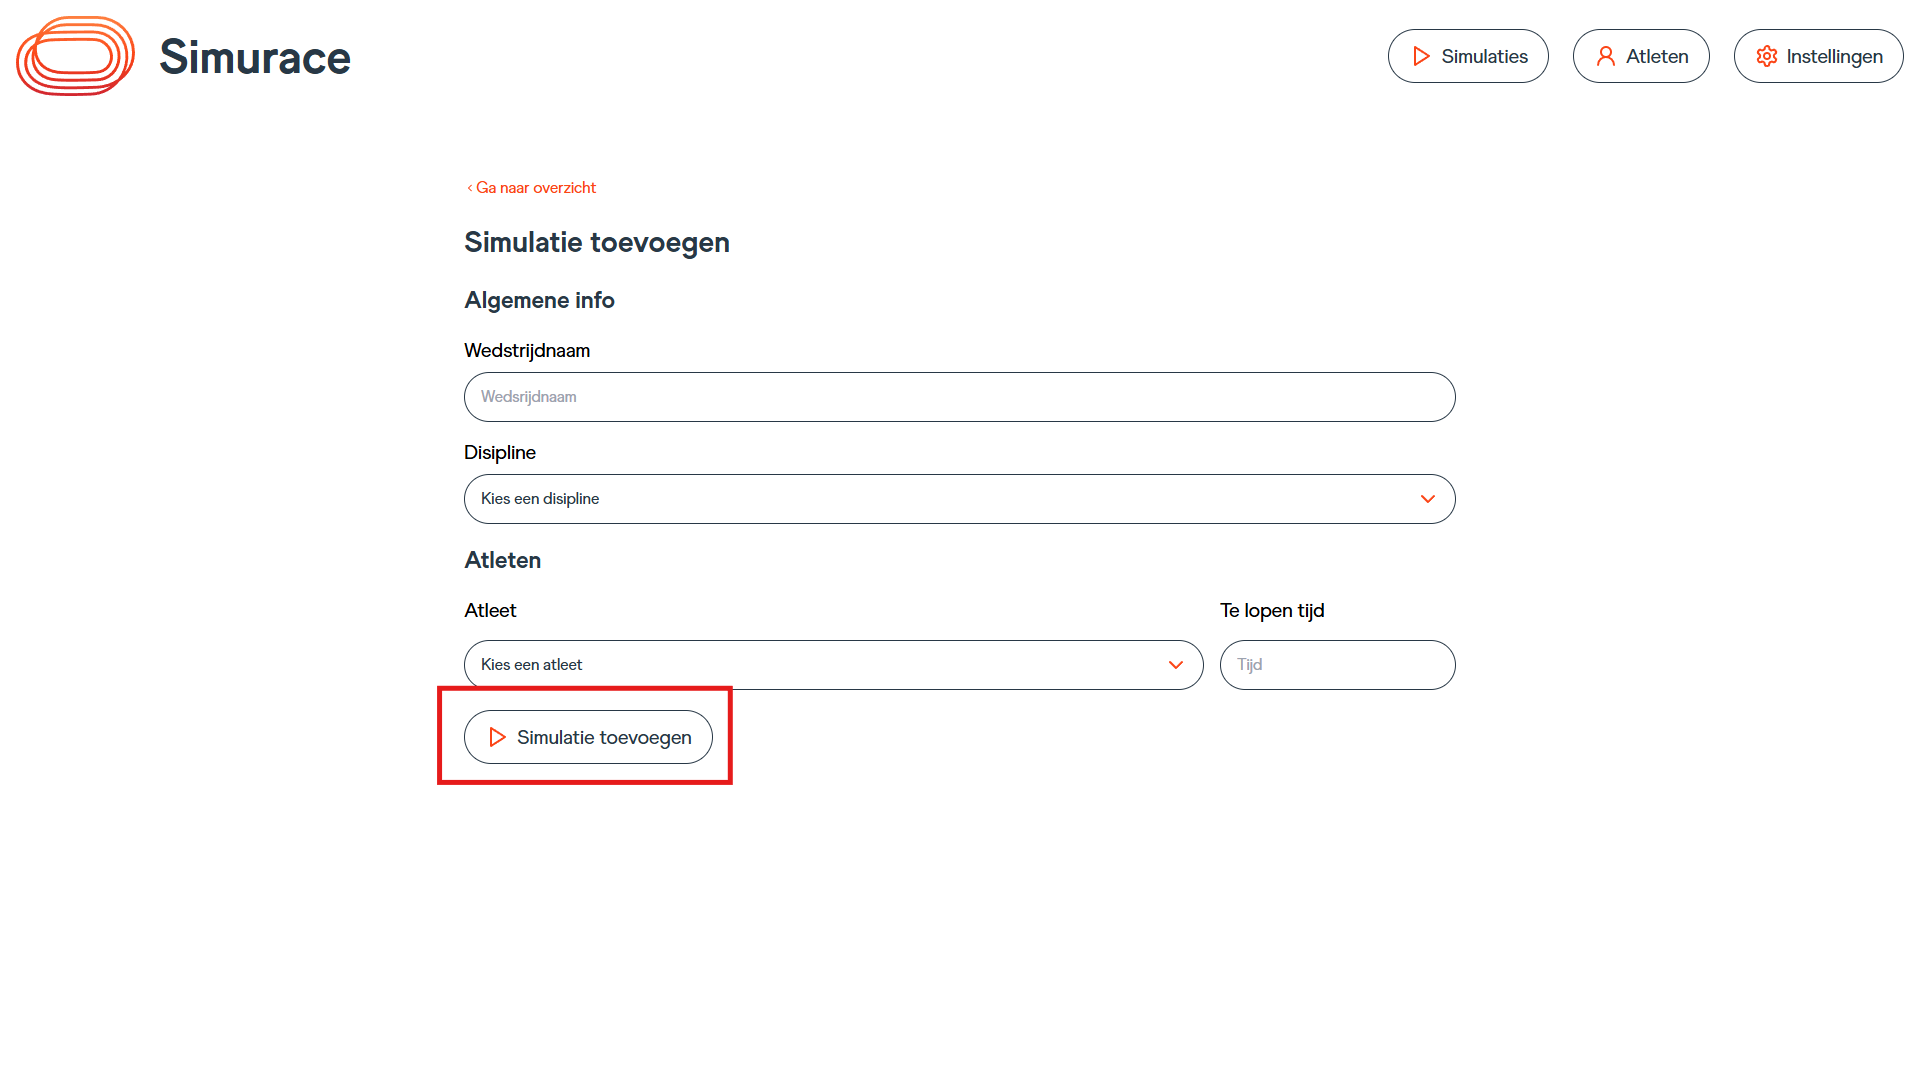 Simurace
Simulaties
Atleten
Instellingen
‹ Ga naar overzicht
Simulatie toevoegen
Algemene info
Wedstrijdnaam
Wedsrijdnaam
Disipline
Kies een disipline
Atleten
Atleet
Te lopen tijd
Kies een atleet
Tijd
Simulatie toevoegen